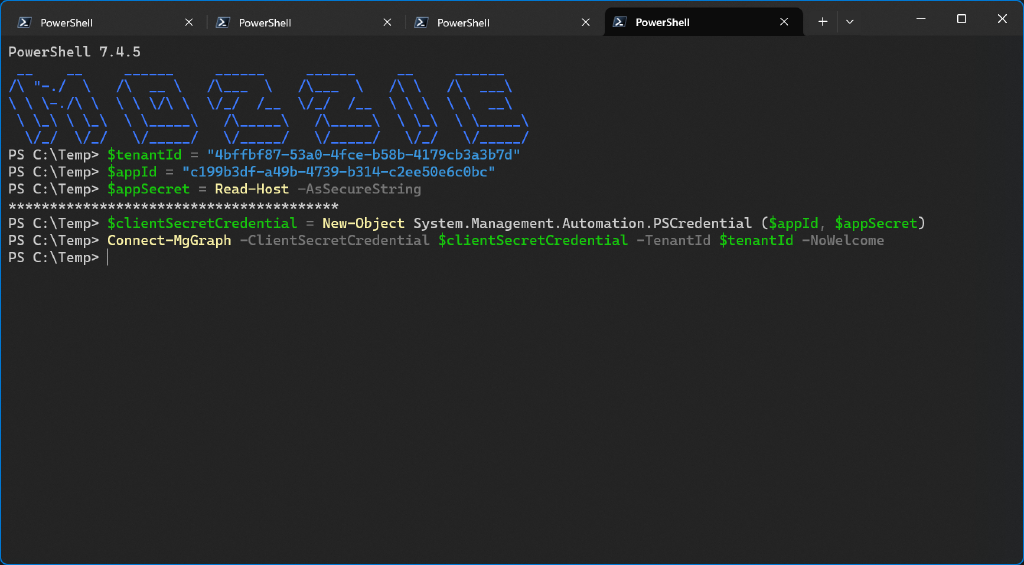 PowerShell
PowerShell
PowerShell
PowerShell
PowerShell 7.4.5
MOZZIE
PS C:\Temp> $tenantId = "4bffbf87-53a0-4fce-b58b-4179cb3a3b7d"
PS C:\Temp> $appId = "c199b3df-a49b-4739-b314-c2ee50e6c0bc"
PS C:\Temp> $appSecret = Read-Host -AsSecureString
****************************************
PS C:\Temp> $clientSecretCredential = New-Object System.Management.Automation.PSCredential ($appId, $appSecret)
PS C:\Temp> Connect-MgGraph -ClientSecretCredential $clientSecretCredential -TenantId $tenantId -NoWelcome
PS C:\Temp>